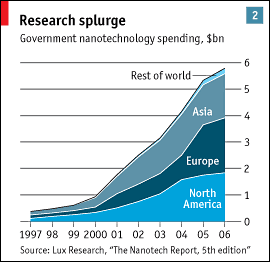 Research splurge
2
Government nanotechnology spending, $bn
6
Rest of world
5
Asia
4
3
Europe
2
North
America
1
0
1997 98 99 2000 01 02 03 04 05 06
Source: Lux Research, "The Nanotech Report, 5th edition"